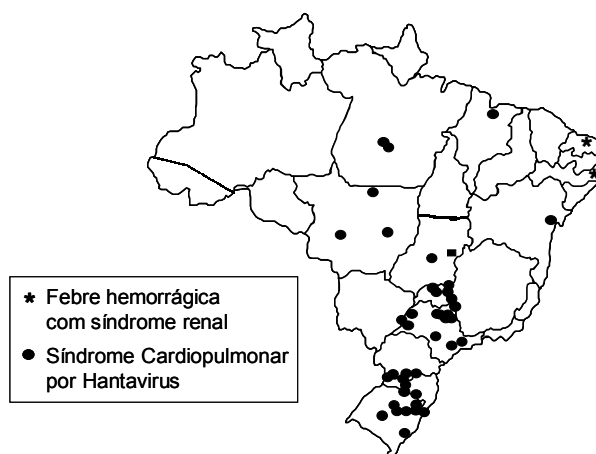 * Febre hemorrágica
com síndrome renal
● Síndrome Cardiopulmonar
por Hantavirus